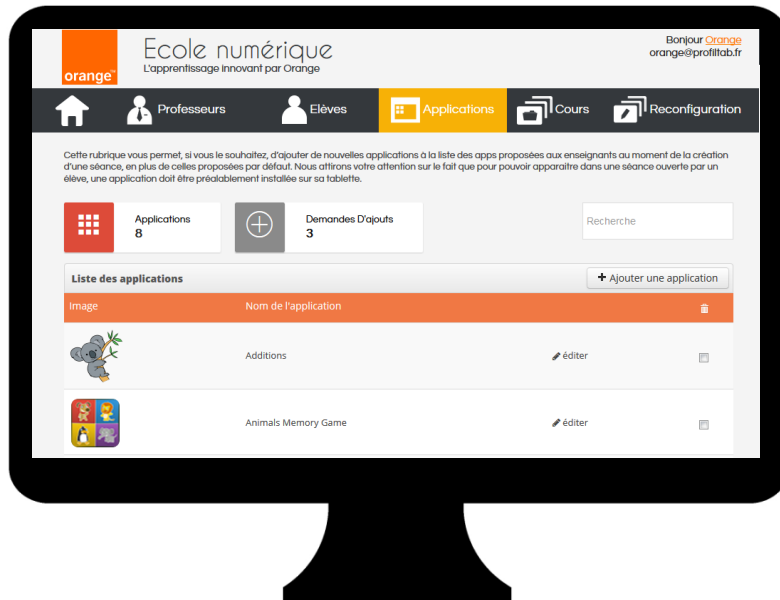 orange™
Ecole numérique
L'apprentissage innovant par Orange
Bonjour Orange
orange@profiltab.fr
Professeurs
Elèves
Applications
Cours
Reconfiguration
Cette rubrique vous permet, si vous le souhaitez, d'ajouter de nouvelles applications à la liste des apps proposées aux enseignants au moment de la création
d'une séance, en plus de celles proposées par défaut. Nous attirons votre attention sur le fait que pour pouvoir apparaitre dans une séance ouverte par un
élève, une application doit être préalablement installée sur sa tablette.
Applications
8
Demandes D'ajouts
3
Recherche
Liste des applications
Ajouter une application
Image
Nom de l'application
Additions
éditer
Animals Memory Game
éditer